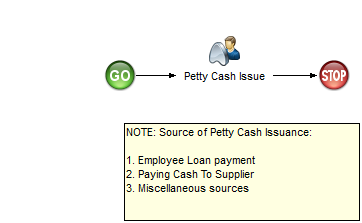 GO
Petty Cash Issue
STOP
NOTE: Source of Petty Cash Issuance:
1. Employee Loan payment
2. Paying Cash To Supplier
3. Miscellaneous sources